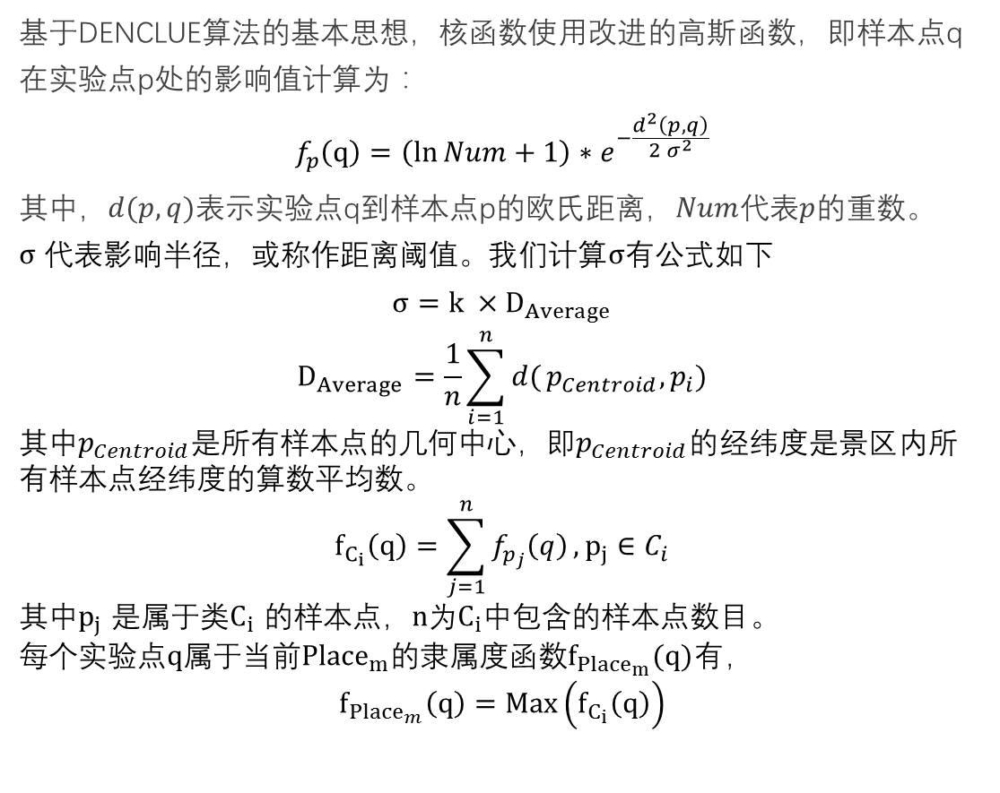 基于DENCLUE算法的基本思想，核函数使用改进的高斯函数，即样本点q
在实验点p处的影响值计算为：
$f_p(\mathrm{q}) = (\ln Num + 1) * e^{-\frac{d^2(p,q)}{2\,\sigma^2}}$
其中，$d(p,q)$表示实验点q到样本点p的欧氏距离，$Num$代表$p$的重数。
σ 代表影响半径，或称作距离阈值。我们计算σ有公式如下
$\sigma = \mathrm{k} \times \mathrm{D}_{\mathrm{Average}}$
$\mathrm{D}_{\mathrm{Average}} = \frac{1}{n}\sum_{i=1}^{n} d(p_{Centroid}, p_i)$
其中$p_{Centroid}$是所有样本点的几何中心，即$p_{Centroid}$的经纬度是景区内所
有样本点经纬度的算数平均数。
$\mathrm{f}_{\mathrm{C_i}}(\mathrm{q}) = \sum_{j=1}^{n} f_{p_j}(q), \mathrm{p_j} \in C_i$
其中$\mathrm{p_j}$ 是属于类$\mathrm{C_i}$ 的样本点，n为$\mathrm{C_i}$中包含的样本点数目。
每个实验点q属于当前$\mathrm{Place_m}$的隶属度函数$\mathrm{f}_{\mathrm{Place_m}}(\mathrm{q})$有，
$\mathrm{f}_{\mathrm{Place}_m}(\mathrm{q}) = \mathrm{Max}\left(\mathrm{f}_{\mathrm{C_i}}(\mathrm{q})\right)$